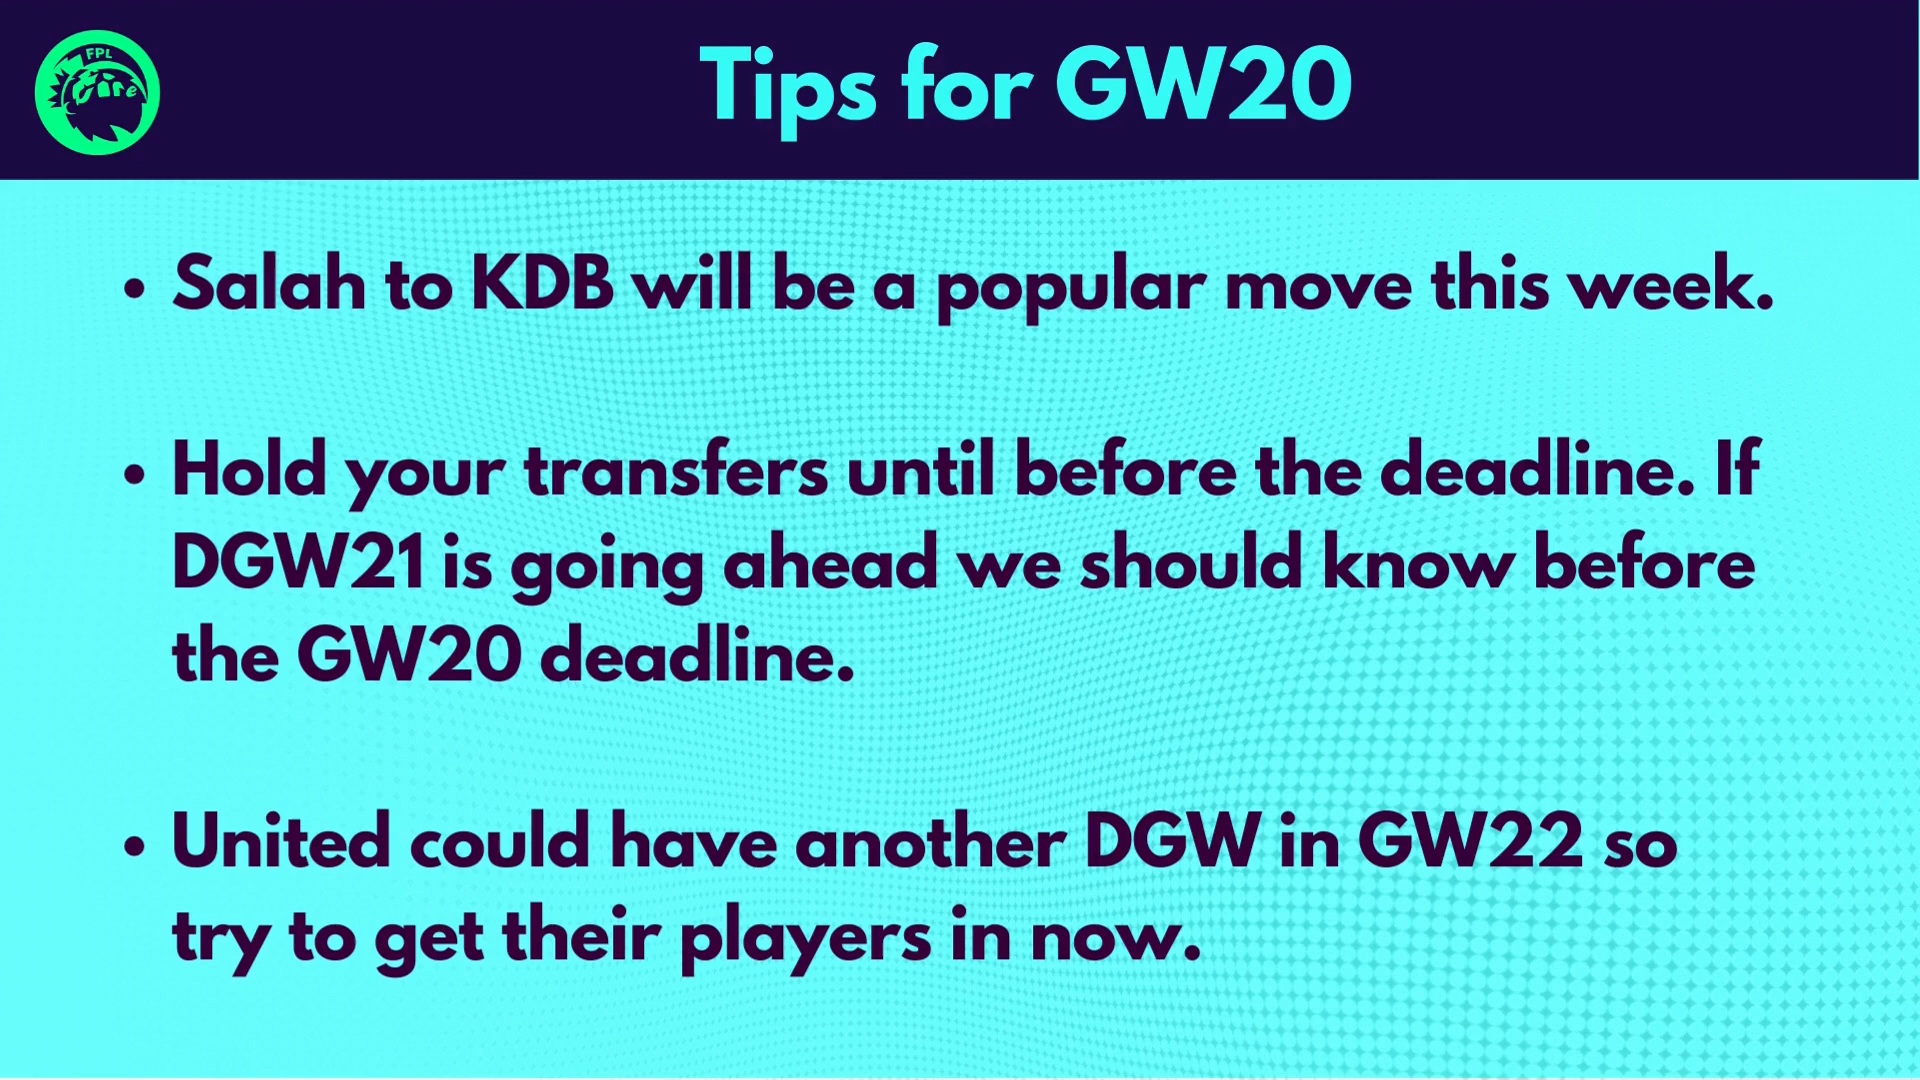 FPL
Fire
Tips for GW20
• Salah to KDB will be a popular move this week.
• Hold your transfers until before the deadline. If
DGW21 is going ahead we should know before
the GW20 deadline.
• United could have another DGW in GW22 so
try to get their players in now.